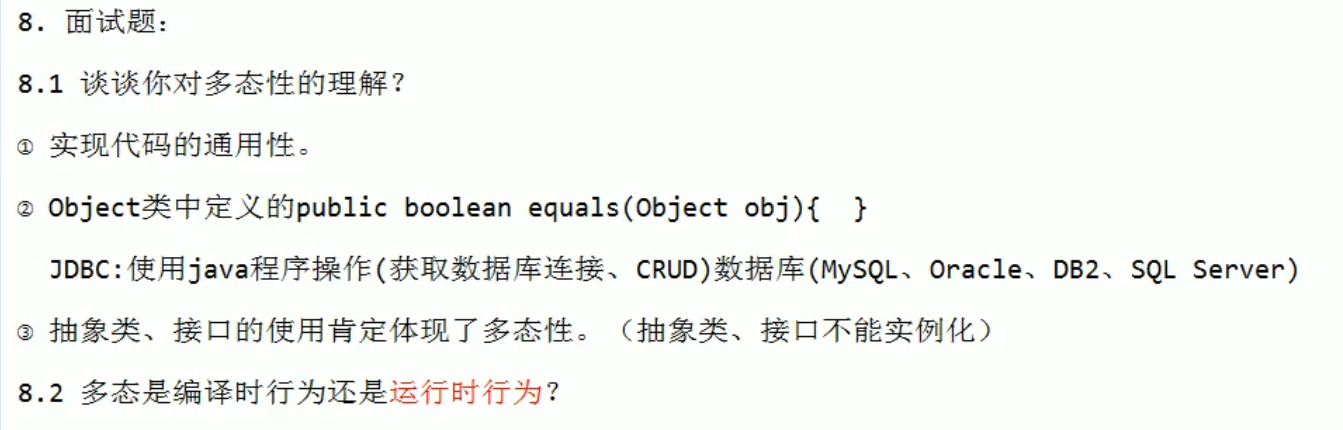 8. 面试题：
8.1 谈谈你对多态性的理解？
① 实现代码的通用性。
② Object类中定义的public boolean equals(Object obj){  }
JDBC:使用java程序操作(获取数据库连接、CRUD)数据库(MySQL、Oracle、DB2、SQL Server)
③ 抽象类、接口的使用肯定体现了多态性。（抽象类、接口不能实例化）
8.2 多态是编译时行为还是运行时行为？